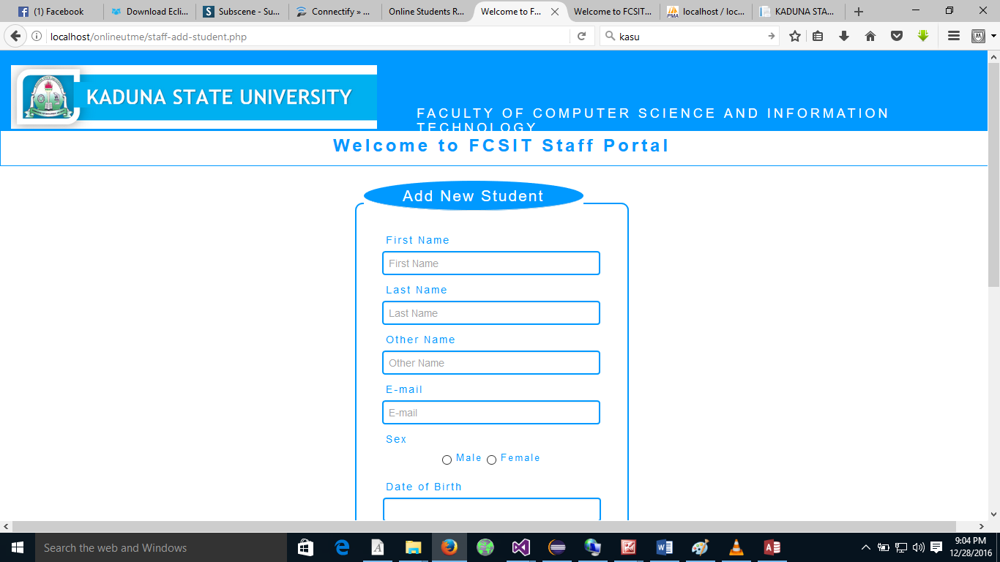 (1) Facebook
Download Ecli...
Subscene - Su...
Connectify » ...
Online Students R...
Welcome to F...
Welcome to FCSIT...
localhost / loc...
KADUNA STA...
localhost/onlineutme/staff-add-student.php
kasu
KADUNA STATE UNIVERSITY
FACULTY OF COMPUTER SCIENCE AND INFORMATION
TECHNOLOGY
Welcome to FCSIT Staff Portal
Add New Student
First Name
First Name
Last Name
Last Name
Other Name
Other Name
E-mail
E-mail
Sex
Male Female
Date of Birth
Search the web and Windows
9:04 PM
12/28/2016